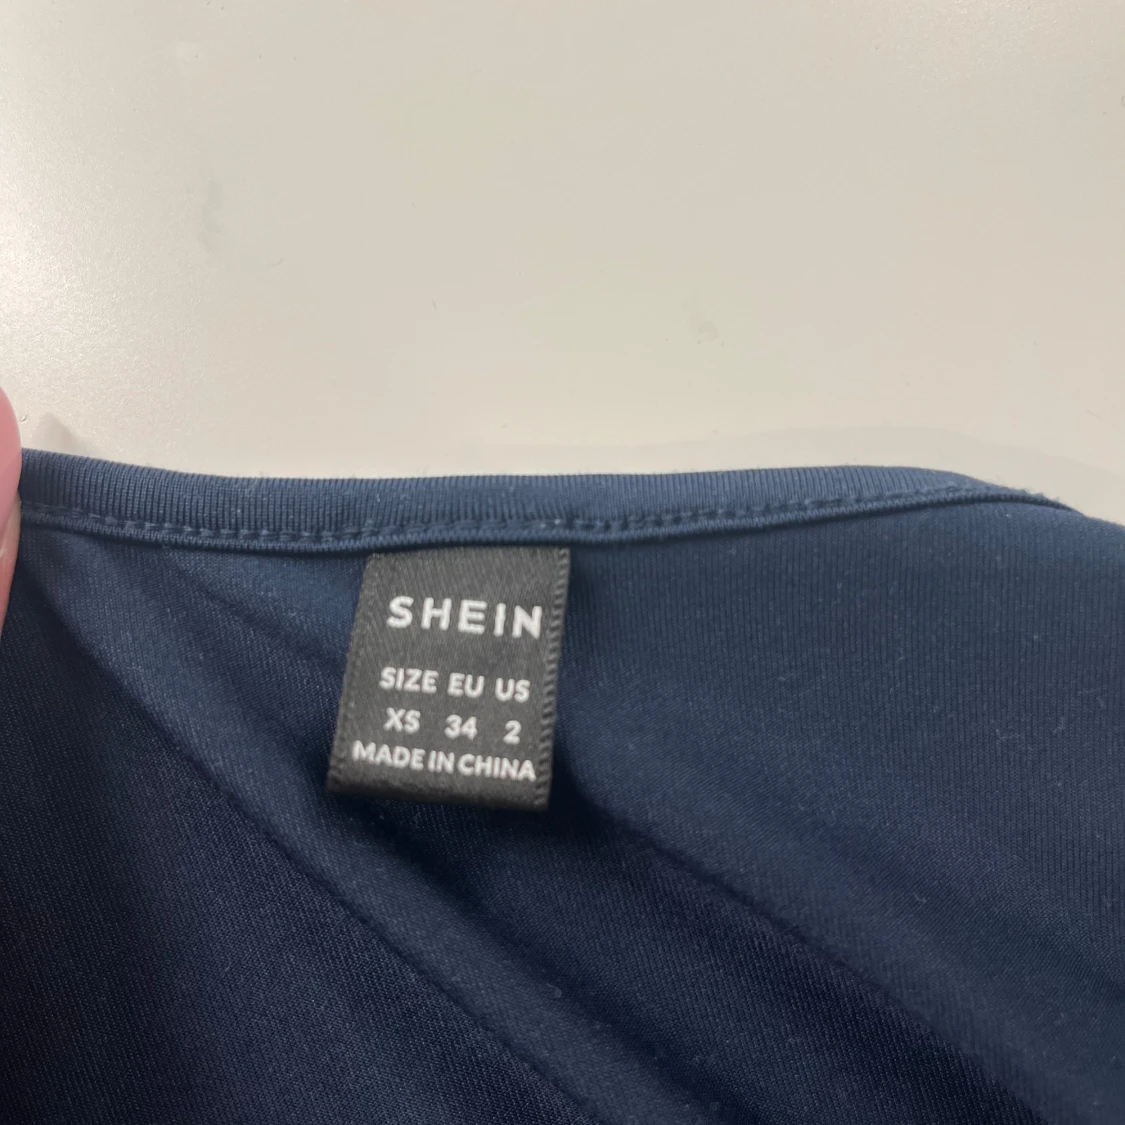 SHEIN
SIZE EU US
XS 34 2
MADE IN CHINA